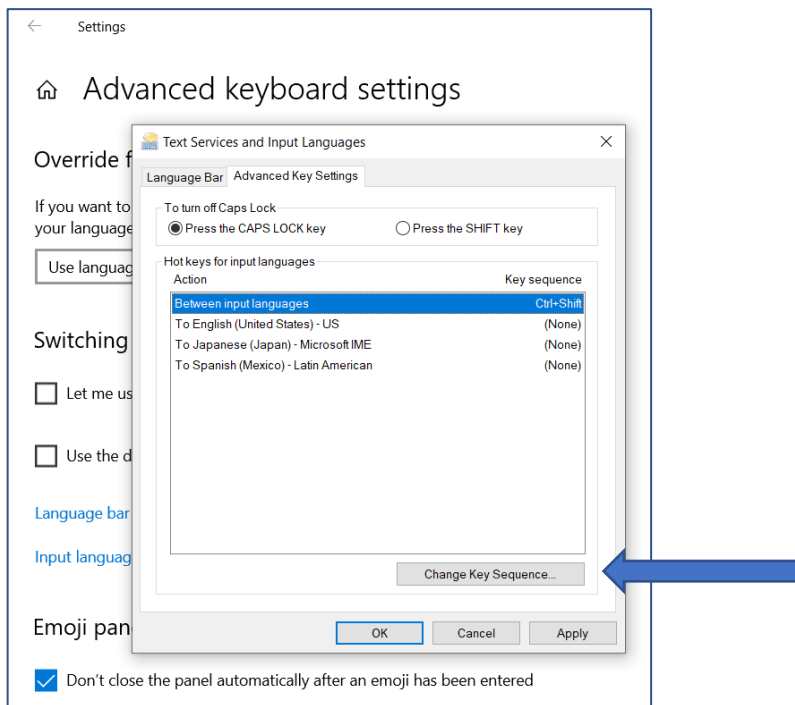 Settings
Advanced keyboard settings
Override f
If you want to
your language
Use languag
Switching
Let me us
Use the d
Language bar
Input languag
Emoji pan
Don't close the panel automatically after an emoji has been entered
Text Services and Input Languages
Language Bar Advanced Key Settings
To turn off Caps Lock
Press the CAPS LOCK key Press the SHIFT key
Hot keys for input languages
Action Key sequence
Between input languages Ctrl+Shift
To English (United States) - US (None)
To Japanese (Japan) - Microsoft IME (None)
To Spanish (Mexico) - Latin American (None)
Change Key Sequence...
OK Cancel Apply